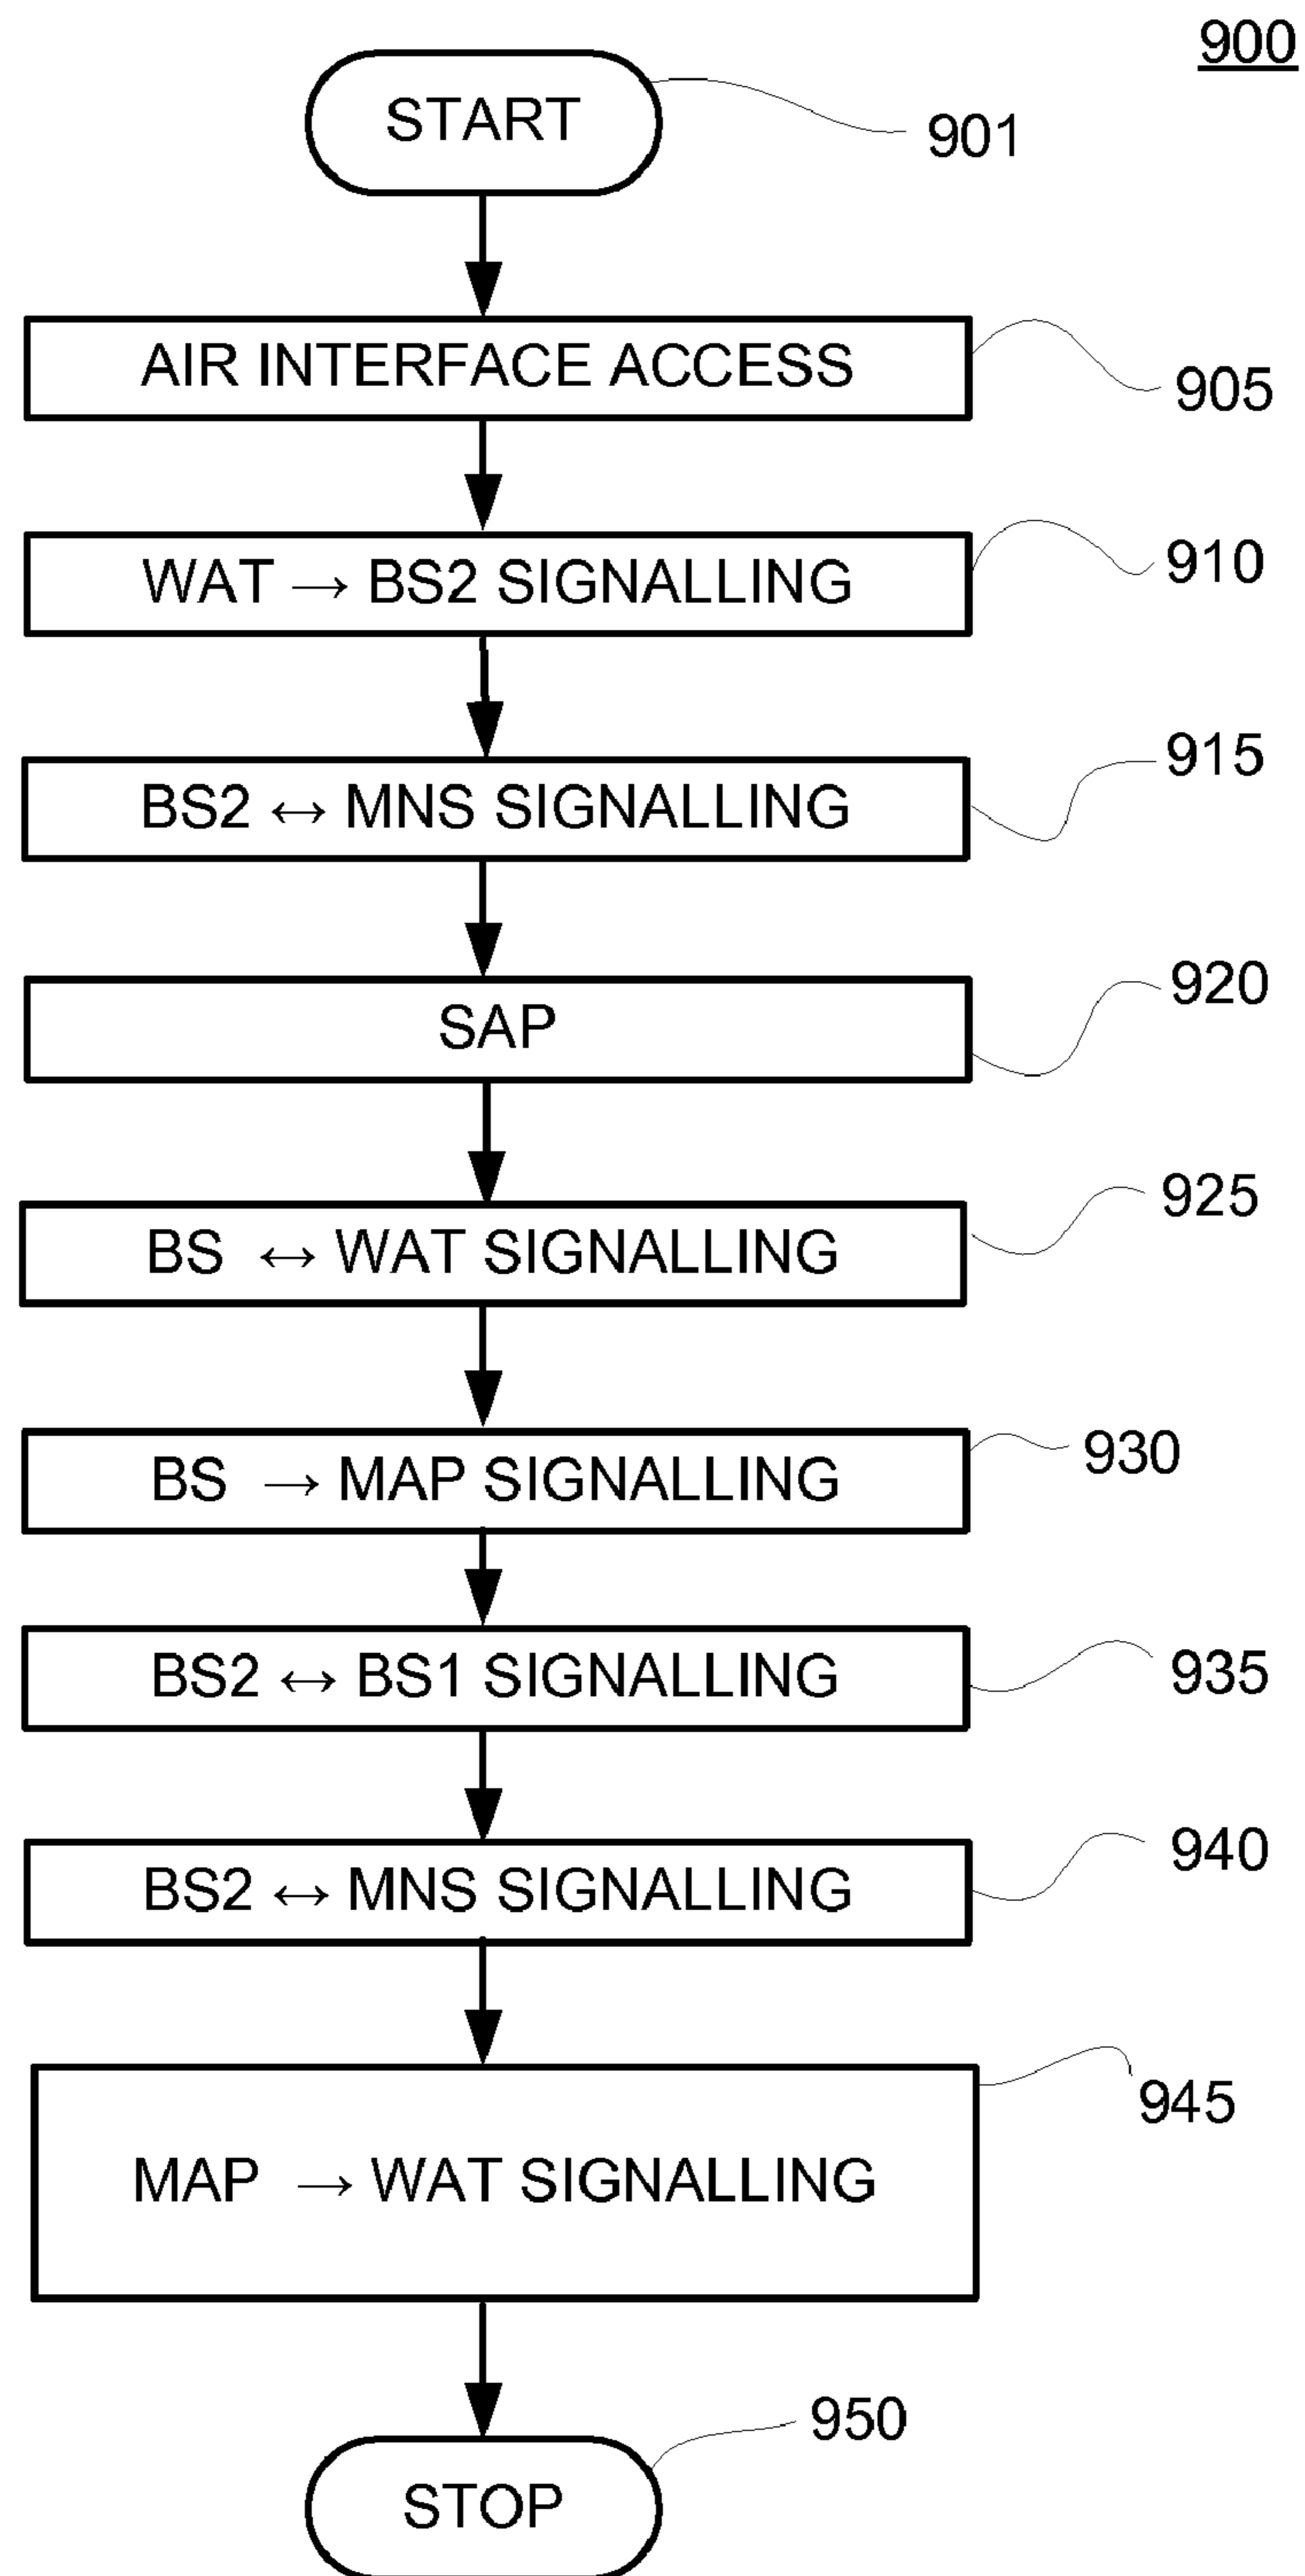 900
START
901
AIR INTERFACE ACCESS
905
WAT → BS2 SIGNALLING
910
BS2 ↔ MNS SIGNALLING
915
SAP
920
BS ↔ WAT SIGNALLING
925
BS → MAP SIGNALLING
930
BS2 ↔ BS1 SIGNALLING
935
BS2 ↔ MNS SIGNALLING
940
MAP → WAT SIGNALLING
945
STOP
950